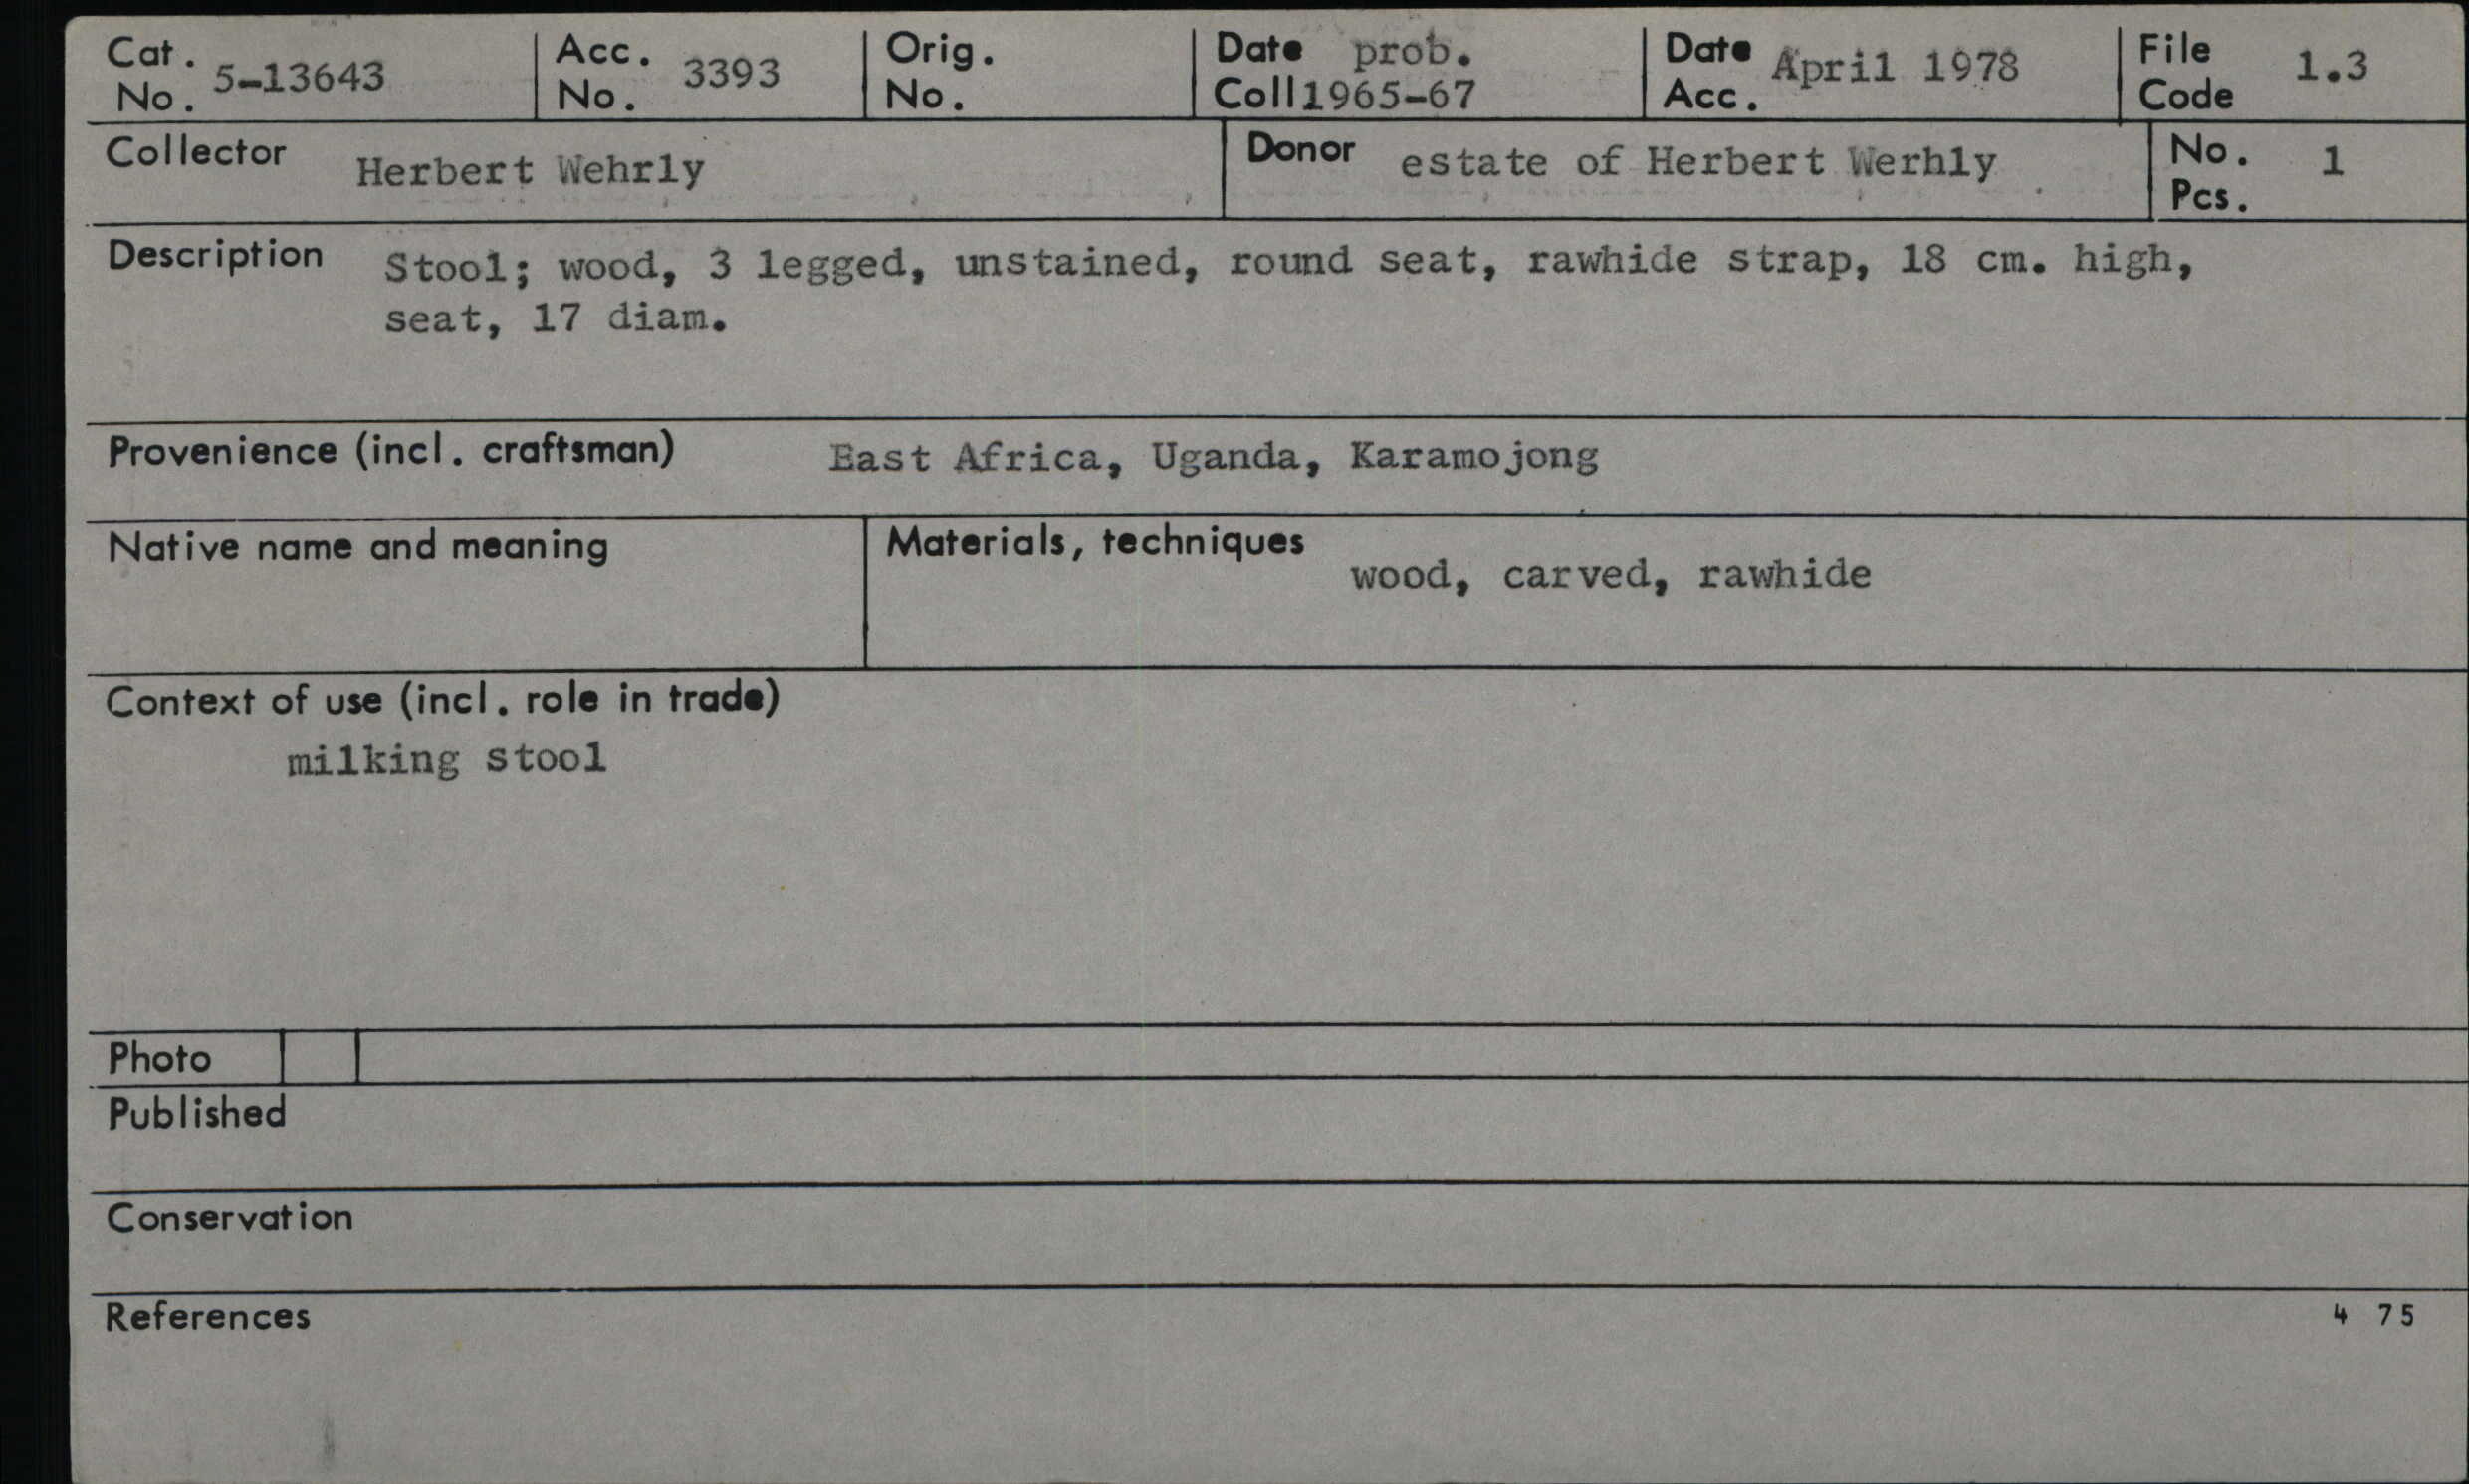 Cat. No. 5-13643 Acc. No. 3393 Orig. No. Date Coll prob. 1965-67 Date Acc. April 1978 File Code 1.3
Collector Herbert Wehrly Donor estate of Herbert Werhly No. Pcs. 1
Description Stool; wood, 3 legged, unstained, round seat, rawhide strap, 18 cm. high,
seat, 17 diam.
Provenience (incl. craftsman) East Africa, Uganda, Karamojong
Native name and meaning Materials, techniques
wood, carved, rawhide
Context of use (incl. role in trade)
milking stool
Photo
Published
Conservation
References 4 75